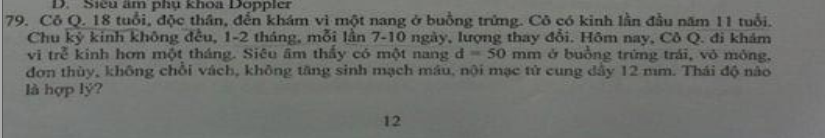 D. Siêu âm phụ khoa Doppler
79. Cô Q. 18 tuổi, độc thân, đến khám vì một nang ở buồng trứng. Cô có kinh lần đầu năm 11 tuổi.
Chu kỳ kinh không đều, 1-2 tháng, mỗi lần 7-10 ngày, lượng thay đổi. Hôm nay, Cô Q. đi khám
vì trễ kinh hơn một tháng. Siêu âm thấy có một nang d = 50 mm ở buồng trứng trái, vỏ mỏng,
đơn thùy, không chồi vách, không tăng sinh mạch máu, nội mạc tử cung dầy 12 mm. Thái độ nào
là hợp lý?
12